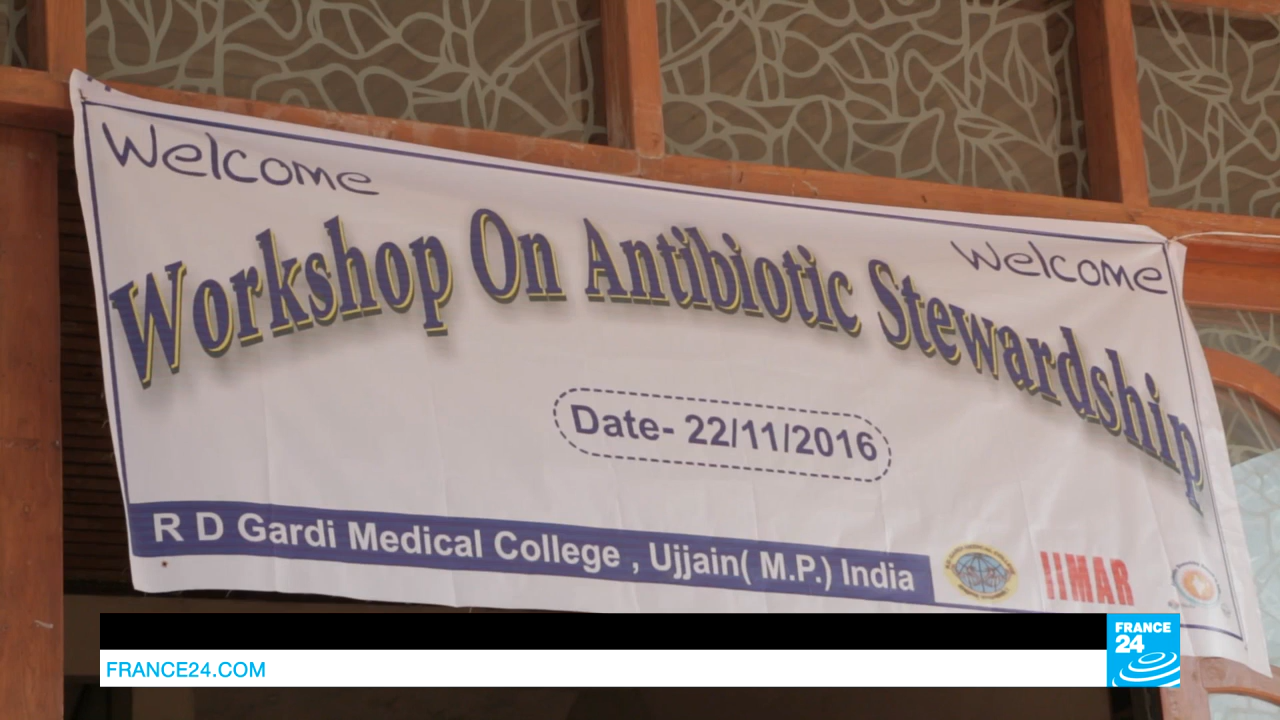 Welcome
Welcome
Workshop On Antibiotic Stewardship
Date- 22/11/2016
R D Gardi Medical College , Ujjain( M.P.) India
IIMAR
FRANCE
24
FRANCE24.COM